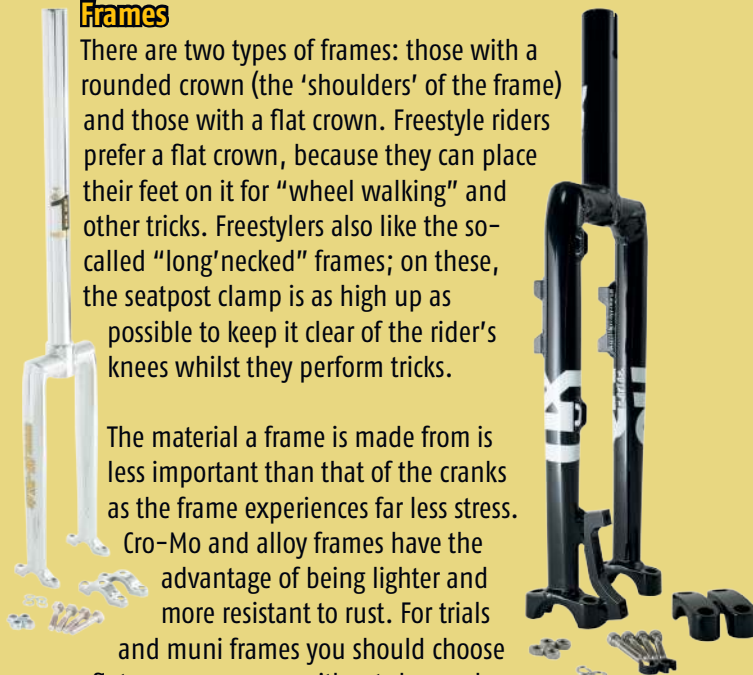 Frames
There are two types of frames: those with a
rounded crown (the ‘shoulders’ of the frame)
and those with a flat crown. Freestyle riders
prefer a flat crown, because they can place
their feet on it for “wheel walking” and
other tricks. Freestylers also like the so-
called “long’necked” frames; on these,
the seatpost clamp is as high up as
possible to keep it clear of the rider’s
knees whilst they perform tricks.
The material a frame is made from is
less important than that of the cranks
as the frame experiences far less stress.
Cro-Mo and alloy frames have the
advantage of being lighter and
more resistant to rust. For trials
and muni frames you should choose